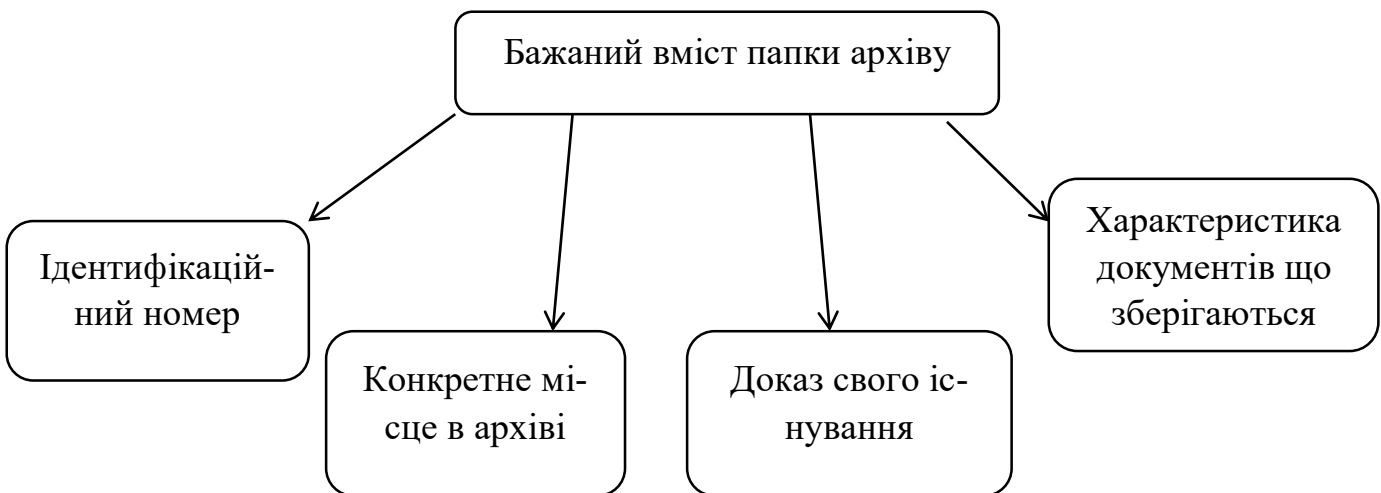 Бажаний вміст папки архіву
Ідентифікацій-
ний номер
Конкретне мі-
сце в архіві
Доказ свого іс-
нування
Характеристика
документів що
зберігаються